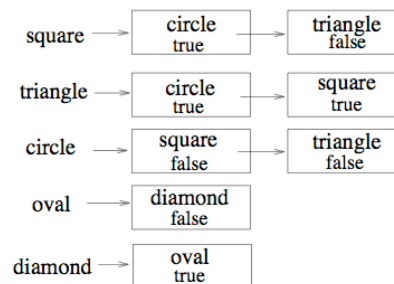 square circle true triangle false
triangle circle true square true
circle square false triangle false
oval diamond false
diamond oval true